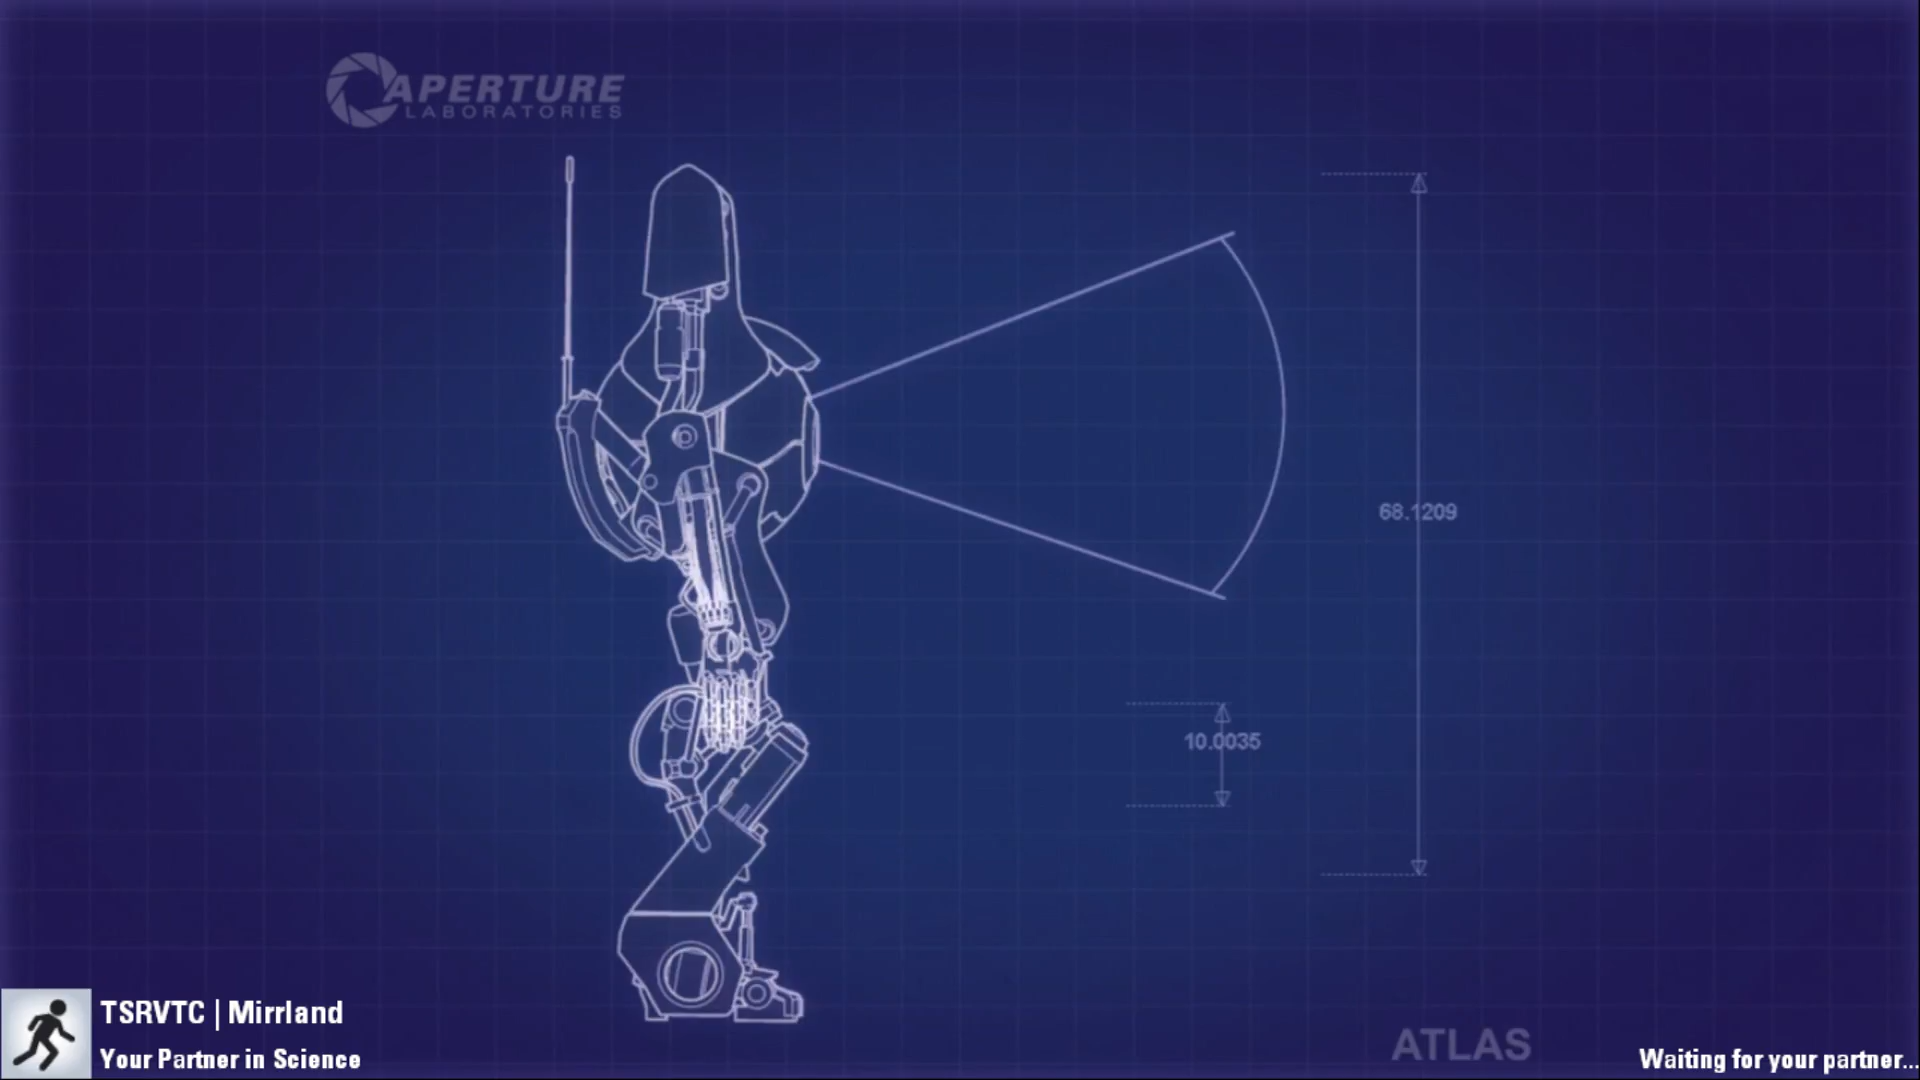 APERTURE
LABORATORIES
68.1209
10.0035
TSRVTC | Mirrland
Your Partner in Science
ATLAS
Waiting for your partner...